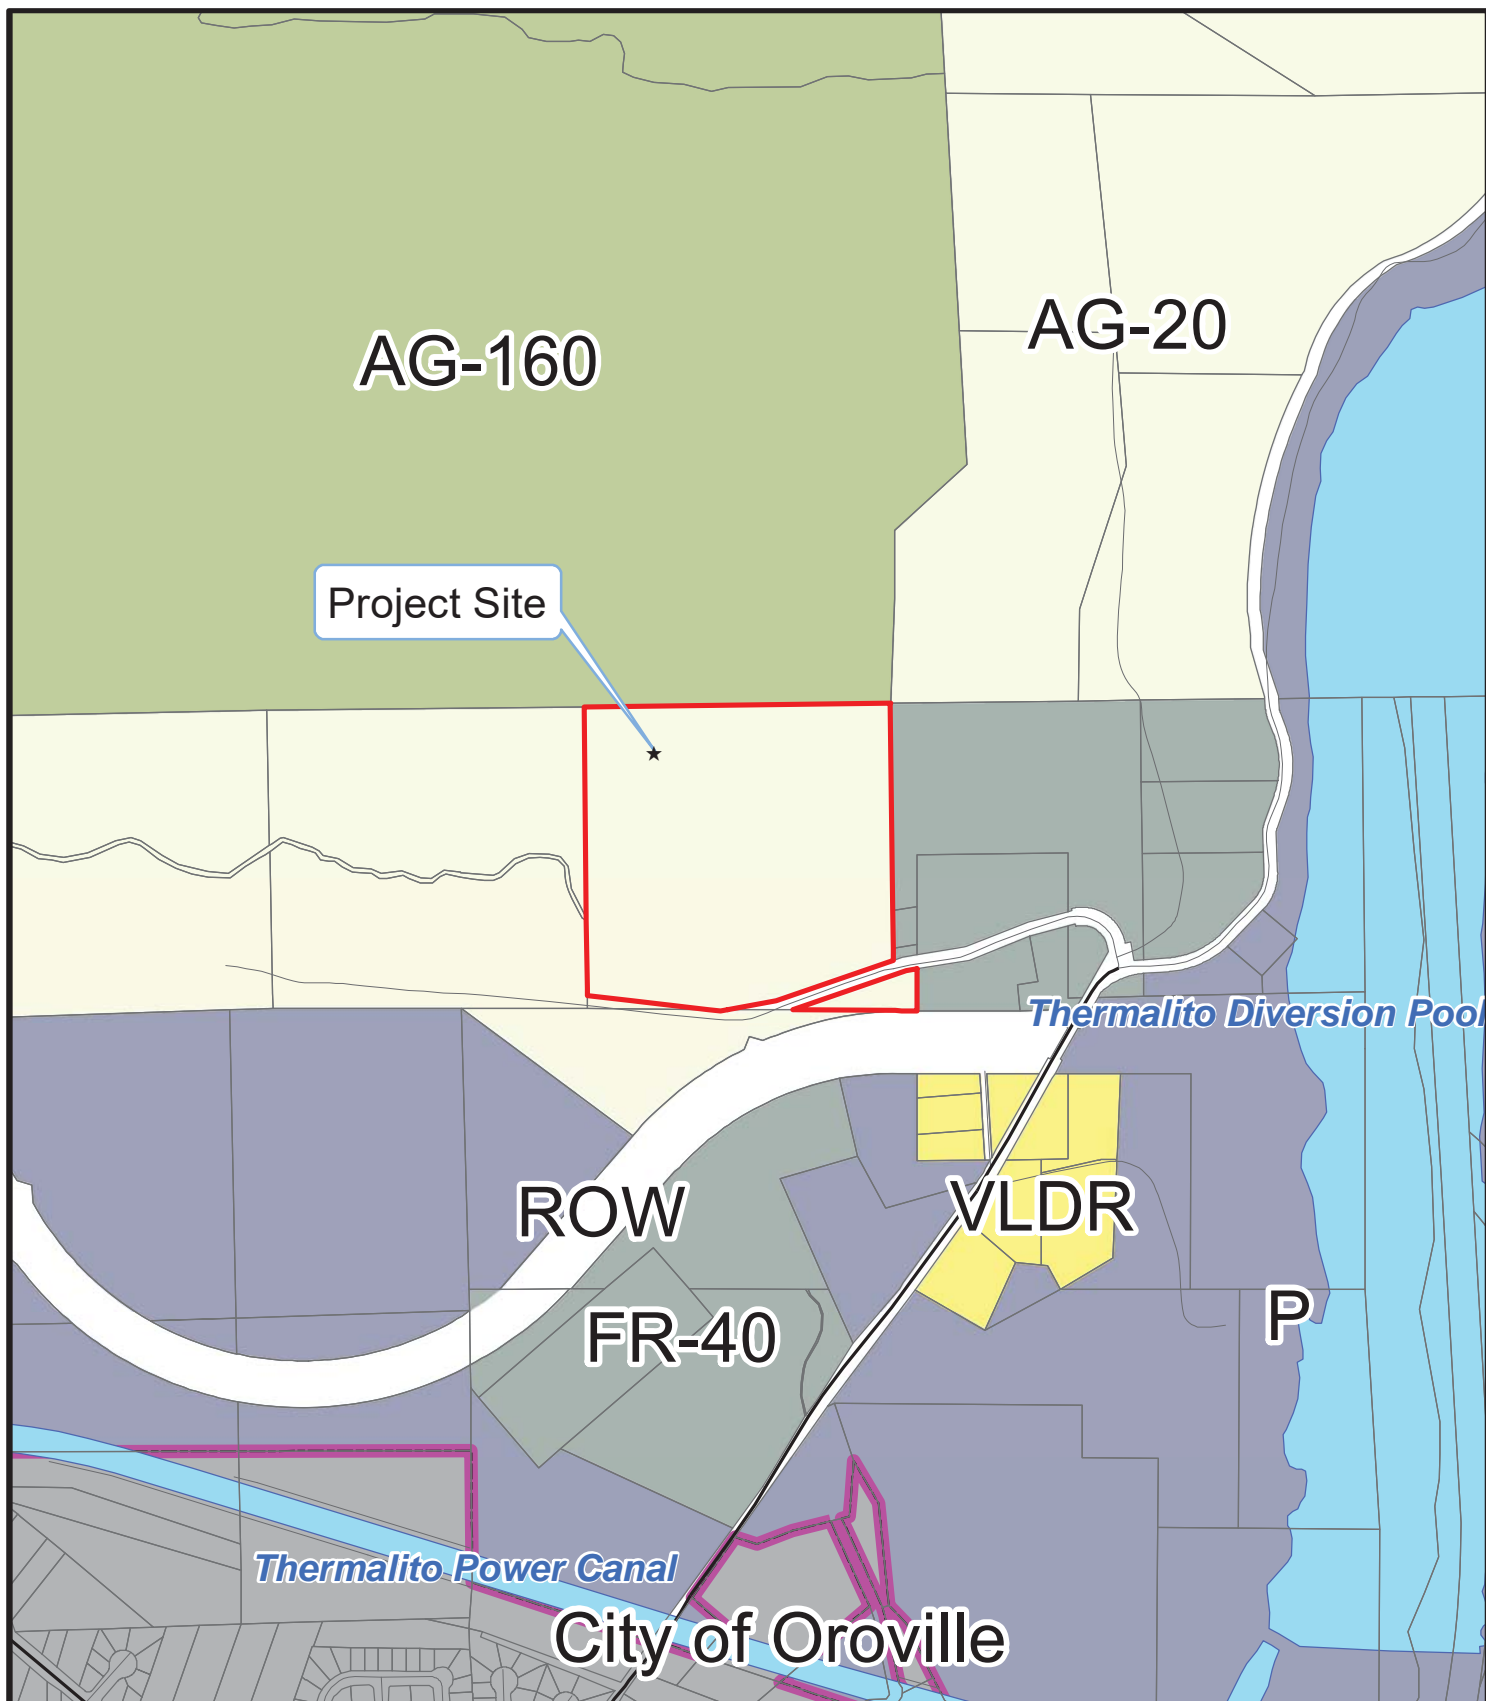 AG-20
AG-160
Project Site
Thermalito Diversion Pool
ROW
VLDR
FR-40
P
Thermalito Power Canal
City of Oroville